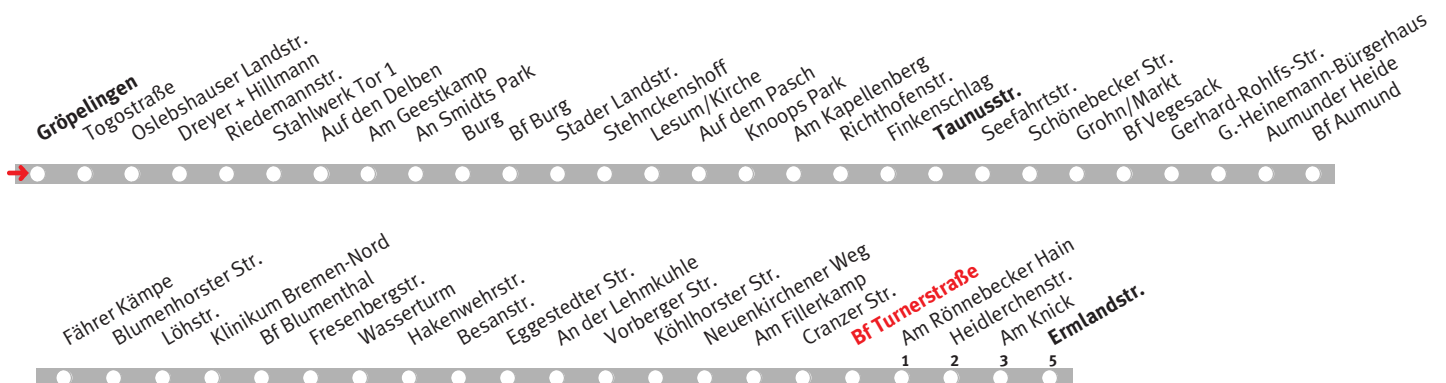 Gröpelingen
Togostraße
Oslebshauser Landstr.
Dreyer + Hillmann
Riedemannstr.
Stahlwerk Tor 1
Auf den Delben
Am Geestkamp
An Smidts Park
Burg
Bf Burg
Stader Landstr.
Stehnckenshoff
Lesum/Kirche
Auf dem Pasch
Knoops Park
Am Kapellenberg
Richthofenstr.
Finkenschlag
Taunusstr.
Seefahrtstr.
Schönebecker Str.
Grohn/Markt
Bf Vegesack
Gerhard-Rohlfs-Str.
G.-Heinemann-Bürgerhaus
Aumunder Heide
Bf Aumund
Fährer Kämpe
Blumenhorster Str.
Löhstr.
Klinikum Bremen-Nord
Bf Blumenthal
Fresenbergstr.
Wasserturm
Hakenwehrstr.
Besanstr.
Eggestedter Str.
An der Lehmkuhle
Vorberger Str.
Köhlhorster Str.
Neuenkirchener Weg
Am Fillerkamp
Cranzer Str.
Bf Turnerstraße
Am Rönnebecker Hain
Heidlerchenstr.
Am Knick
Ermlandstr.
1 2 3 5